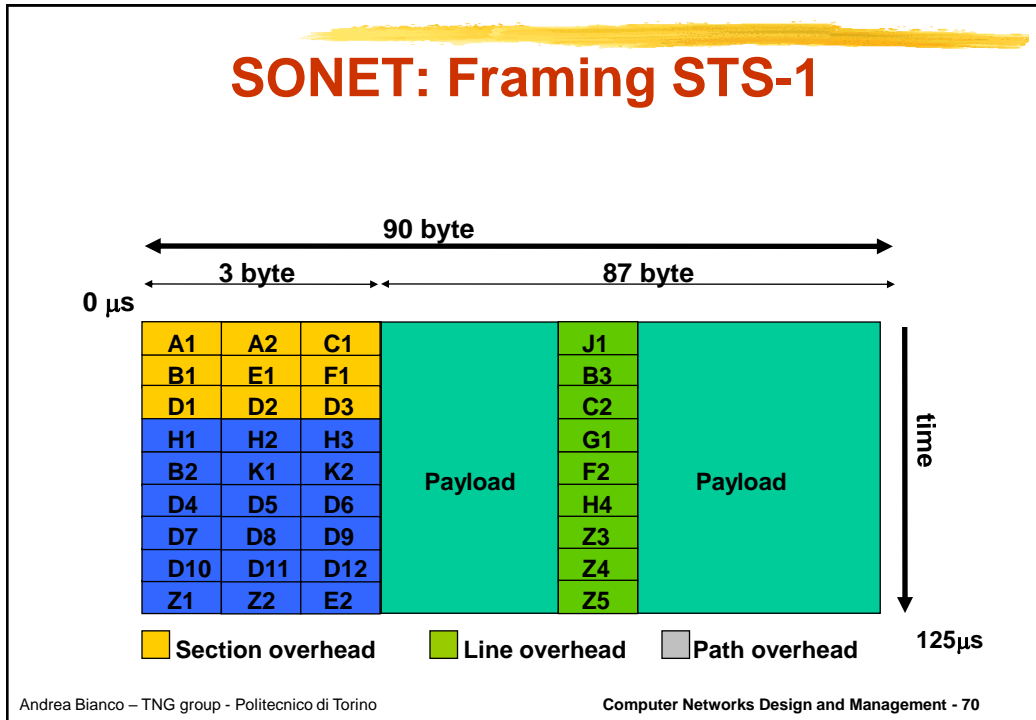 SONET: Framing STS-1
90 byte
3 byte 87 byte
0 µs
A1 A2 C1 J1
B1 E1 F1 B3
D1 D2 D3 C2
H1 H2 H3 G1
B2 K1 K2 Payload F2 Payload
D4 D5 D6 H4
D7 D8 D9 Z3
D10 D11 D12 Z4
Z1 Z2 E2 Z5
time
125µs
Section overhead Line overhead Path overhead
Andrea Bianco – TNG group - Politecnico di Torino Computer Networks Design and Management - 70